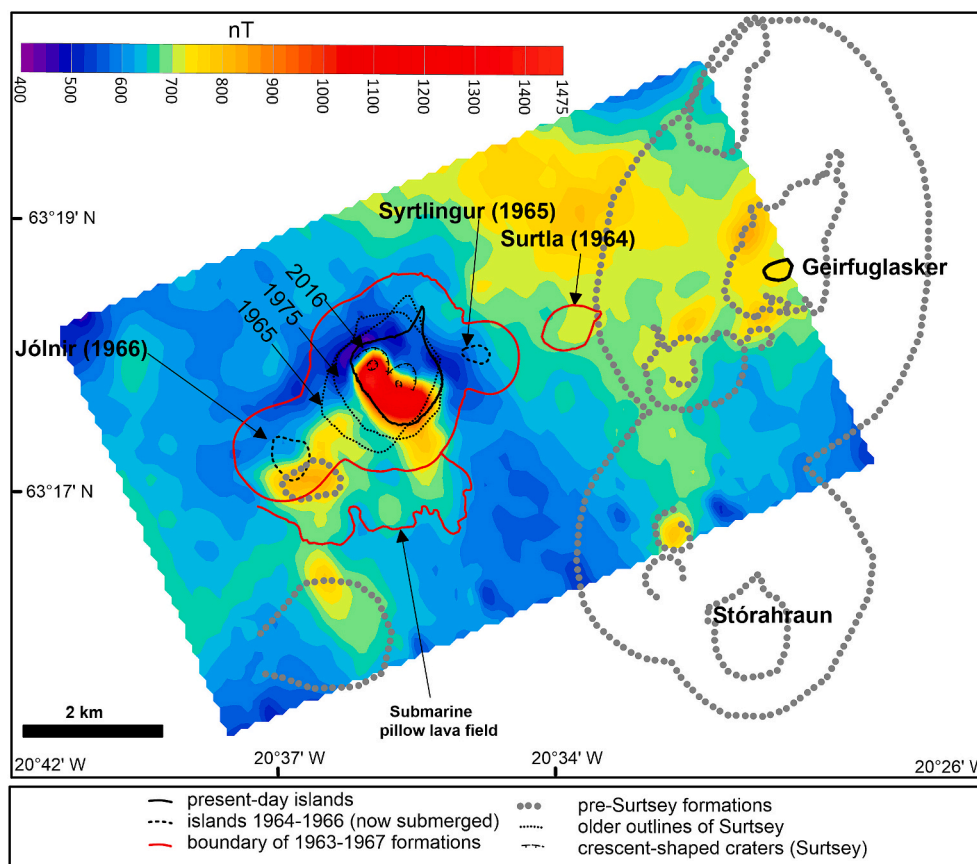 nT
400 500 600 700 800 900 1000 1100 1200 1300 1400 1475
63°19' N
Syrtlingur (1965)
Surtla (1964)
Geirfuglasker
2016
1975
1965
Jólnir (1966)
63°17' N
Stórahraun
2 km
Submarine
pillow lava field
20°42' W
20°37' W
20°34' W
20°26' W
present-day islands
islands 1964-1966 (now submerged)
boundary of 1963-1967 formations
pre-Surtsey formations
older outlines of Surtsey
crescent-shaped craters (Surtsey)